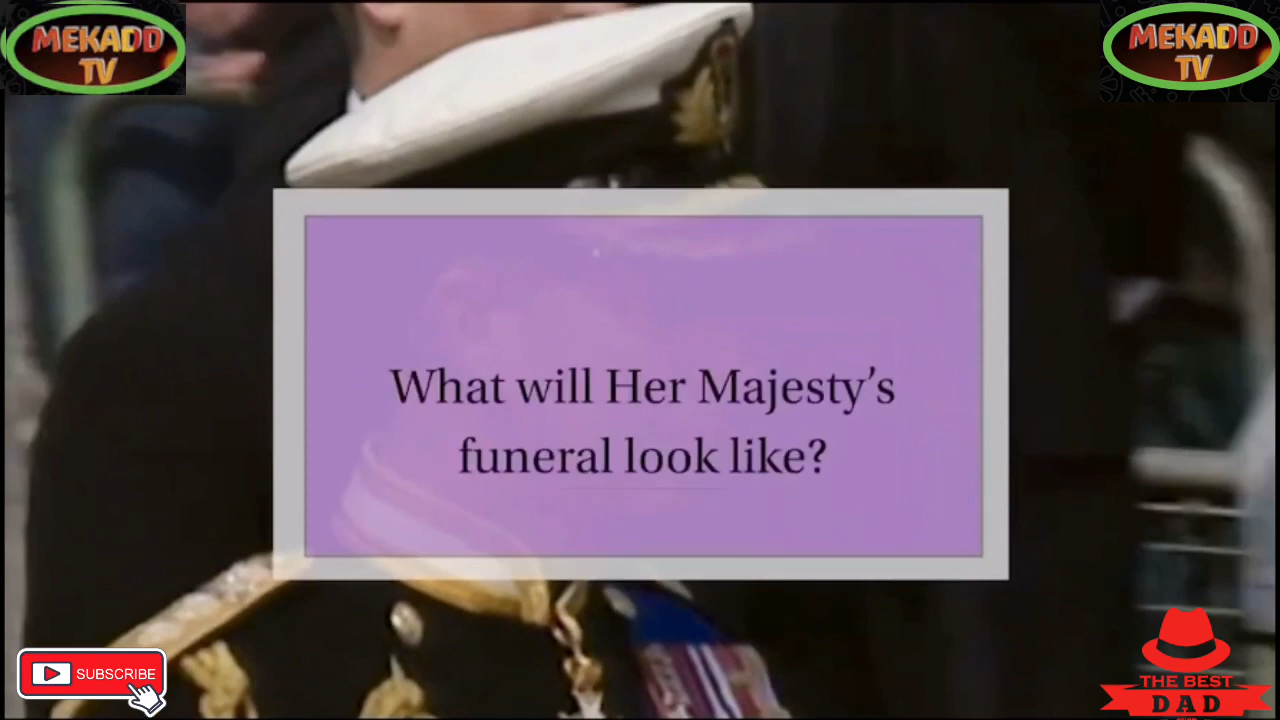 MEKADD
TV
MEKADD
TV
What will Her Majesty's
funeral look like?
SUBSCRIBE
THE BEST
DAD